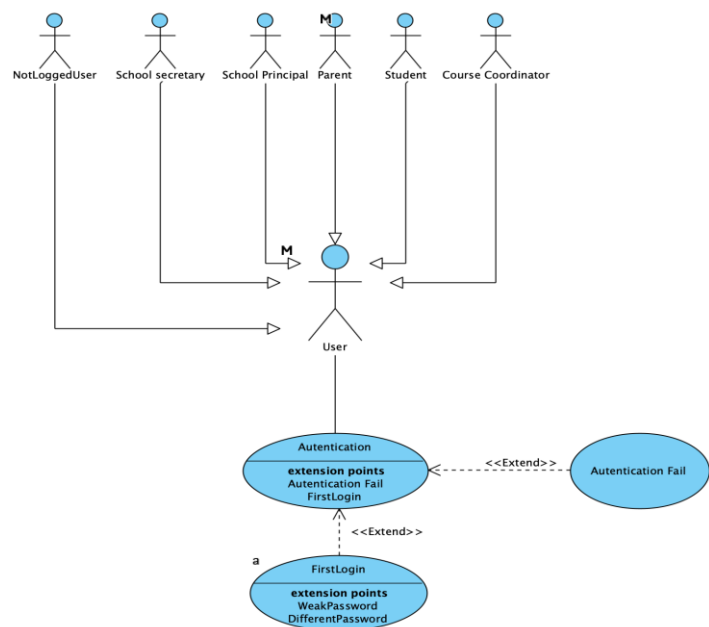 M
NotLoggedUser
School secretary
School Principal
Parent
Student
Course Coordinator
M
User
Autentication
extension points
Autentication Fail
FirstLogin
<<Extend>>
Autentication Fail
<<Extend>>
a
FirstLogin
extension points
WeakPassword
DifferentPassword